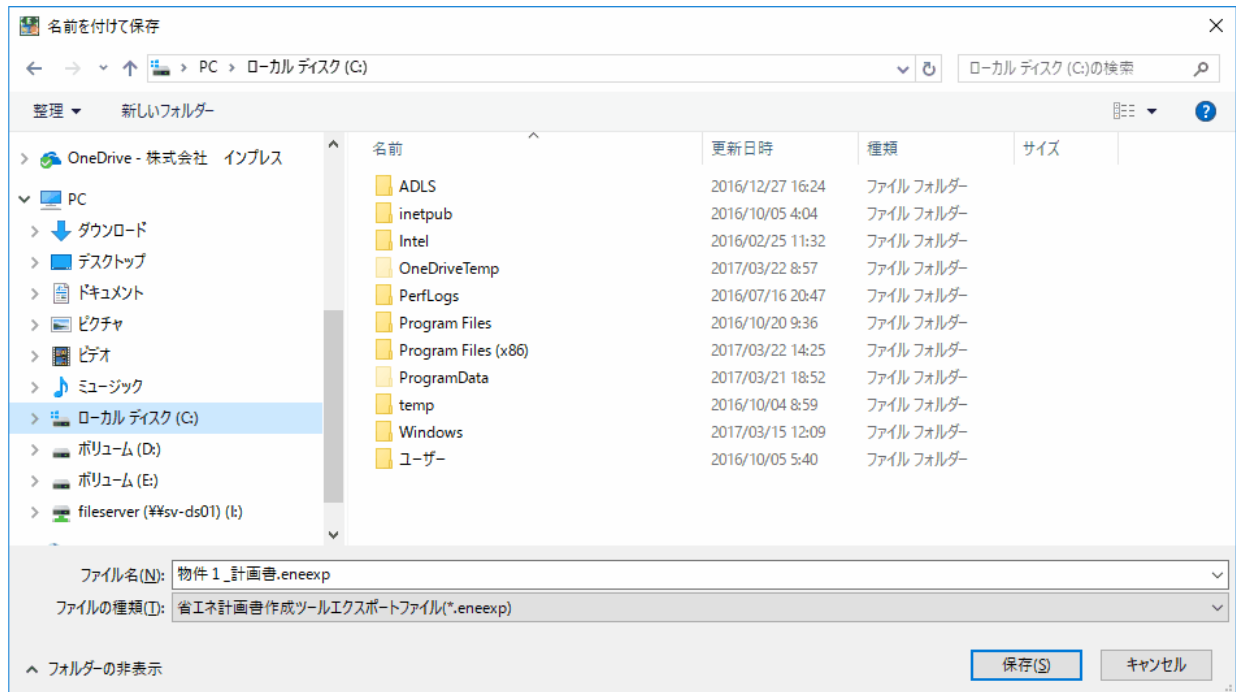 名前を付けて保存
PC > ローカル ディスク (C:)
ローカル ディスク (C:)の検索
整理 ▼ 新しいフォルダー
OneDrive - 株式会社 インプレス
PC
ダウンロード
デスクトップ
ドキュメント
ピクチャ
ビデオ
ミュージック
ローカル ディスク (C:)
ボリューム (D:)
ボリューム (E:)
fileserver (¥¥sv-ds01) (I:)
名前 更新日時 種類 サイズ
ADLS 2016/12/27 16:24 ファイル フォルダー
inetpub 2016/10/05 4:04 ファイル フォルダー
Intel 2016/02/25 11:32 ファイル フォルダー
OneDriveTemp 2017/03/22 8:57 ファイル フォルダー
PerfLogs 2016/07/16 20:47 ファイル フォルダー
Program Files 2016/10/20 9:36 ファイル フォルダー
Program Files (x86) 2017/03/22 14:25 ファイル フォルダー
ProgramData 2017/03/21 18:52 ファイル フォルダー
temp 2016/10/04 8:59 ファイル フォルダー
Windows 2017/03/15 12:09 ファイル フォルダー
ユーザー 2016/10/05 5:40 ファイル フォルダー
ファイル名(N): 物件１_計画書.eneexp
ファイルの種類(T): 省エネ計画書作成ツールエクスポートファイル(*.eneexp)
フォルダーの非表示 保存(S) キャンセル